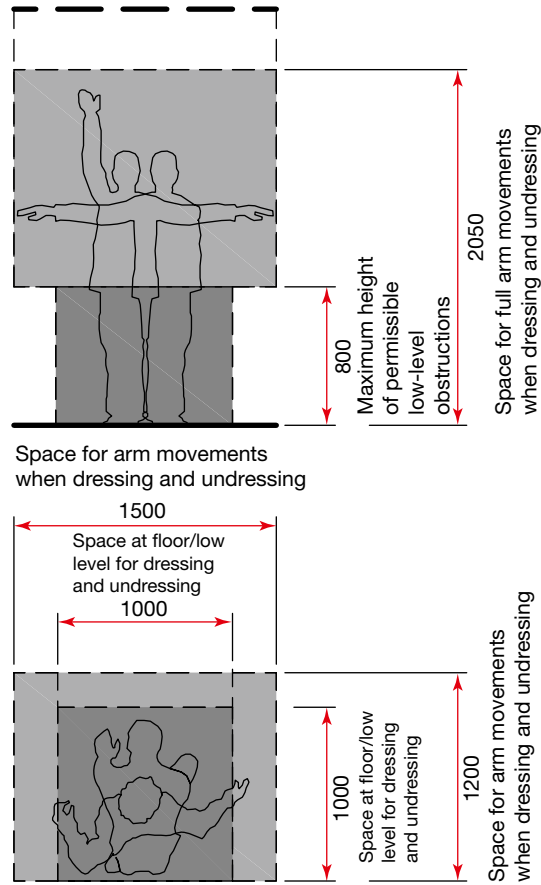 2050
Space for full arm movements
when dressing and undressing
800
Maximum height
of permissible
low-level
obstructions
Space for arm movements
when dressing and undressing
1500
Space at floor/low
level for dressing
and undressing
1000
1000
Space at floor/low
level for dressing
and undressing
1200
Space for arm movements
when dressing and undressing